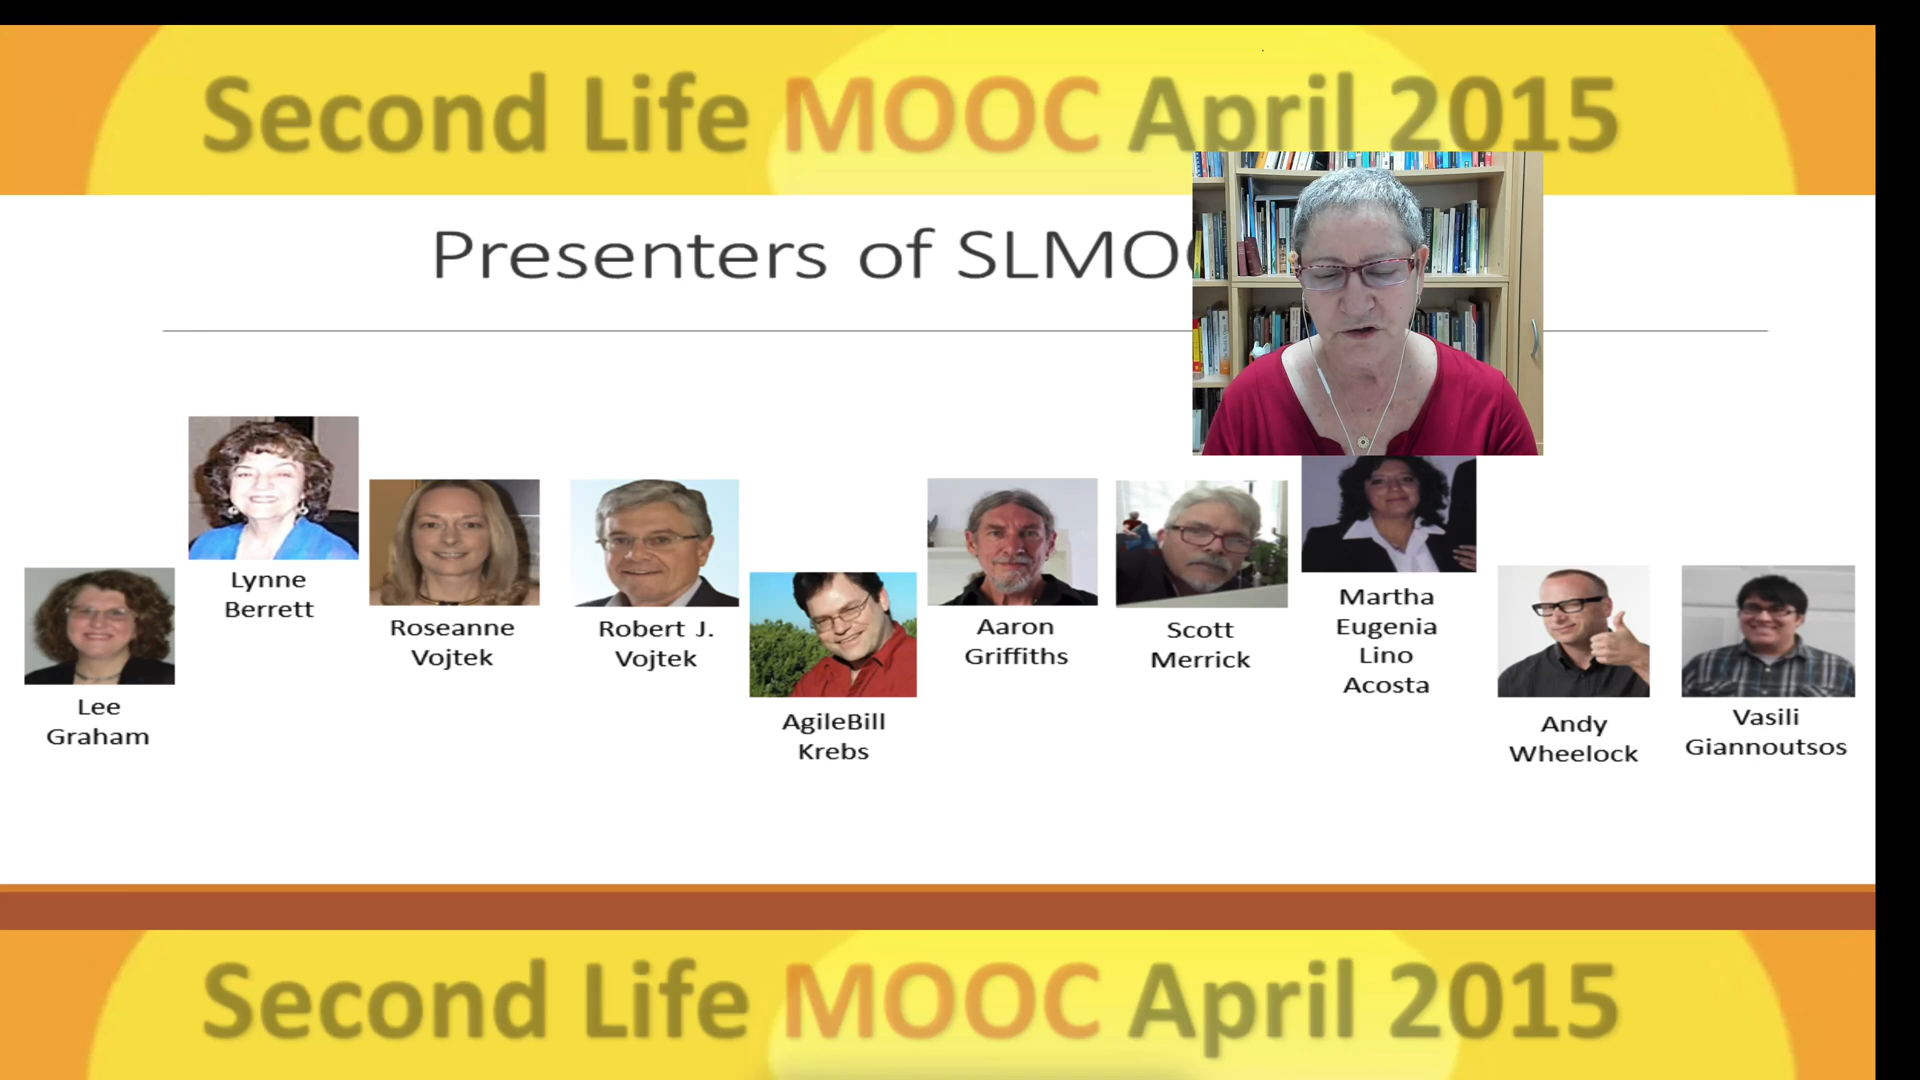 Second Life MOOC April 2015
Presenters of SLMOO
Lynne
Berrett
Roseanne
Vojtek
Robert J.
Vojtek
Aaron
Griffiths
Scott
Merrick
Martha
Eugenia
Lino
Acosta
Lee
Graham
AgileBill
Krebs
Andy
Wheelock
Vasili
Giannoutsos
Second Life MOOC April 2015